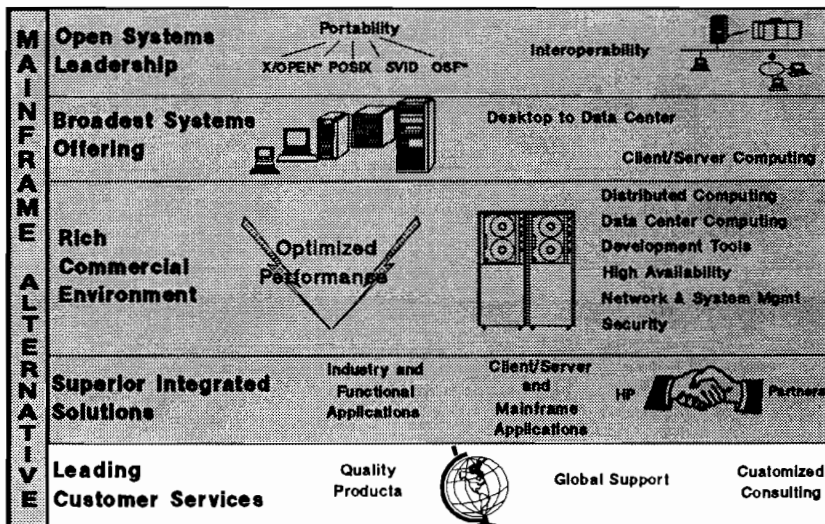 MAINFRAME ALTERNATIVE
Open Systems
Leadership
Portability
X/OPEN™ POSIX SVID OSF™
Interoperability
Broadest Systems
Offering
Desktop to Data Center
Client/Server Computing
Rich
Commercial
Environment
Optimized
Performance
Distributed Computing
Data Center Computing
Development Tools
High Availability
Network & System Mgmt
Security
Superior Integrated
Solutions
Industry and
Functional
Applications
Client/Server
and
Mainframe
Applications
HP
Partners
Leading
Customer Services
Quality
Products
Global Support
Customized
Consulting